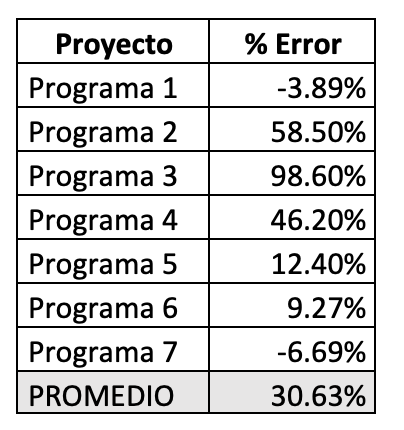 Proyecto % Error
Programa 1 -3.89%
Programa 2 58.50%
Programa 3 98.60%
Programa 4 46.20%
Programa 5 12.40%
Programa 6 9.27%
Programa 7 -6.69%
PROMEDIO 30.63%